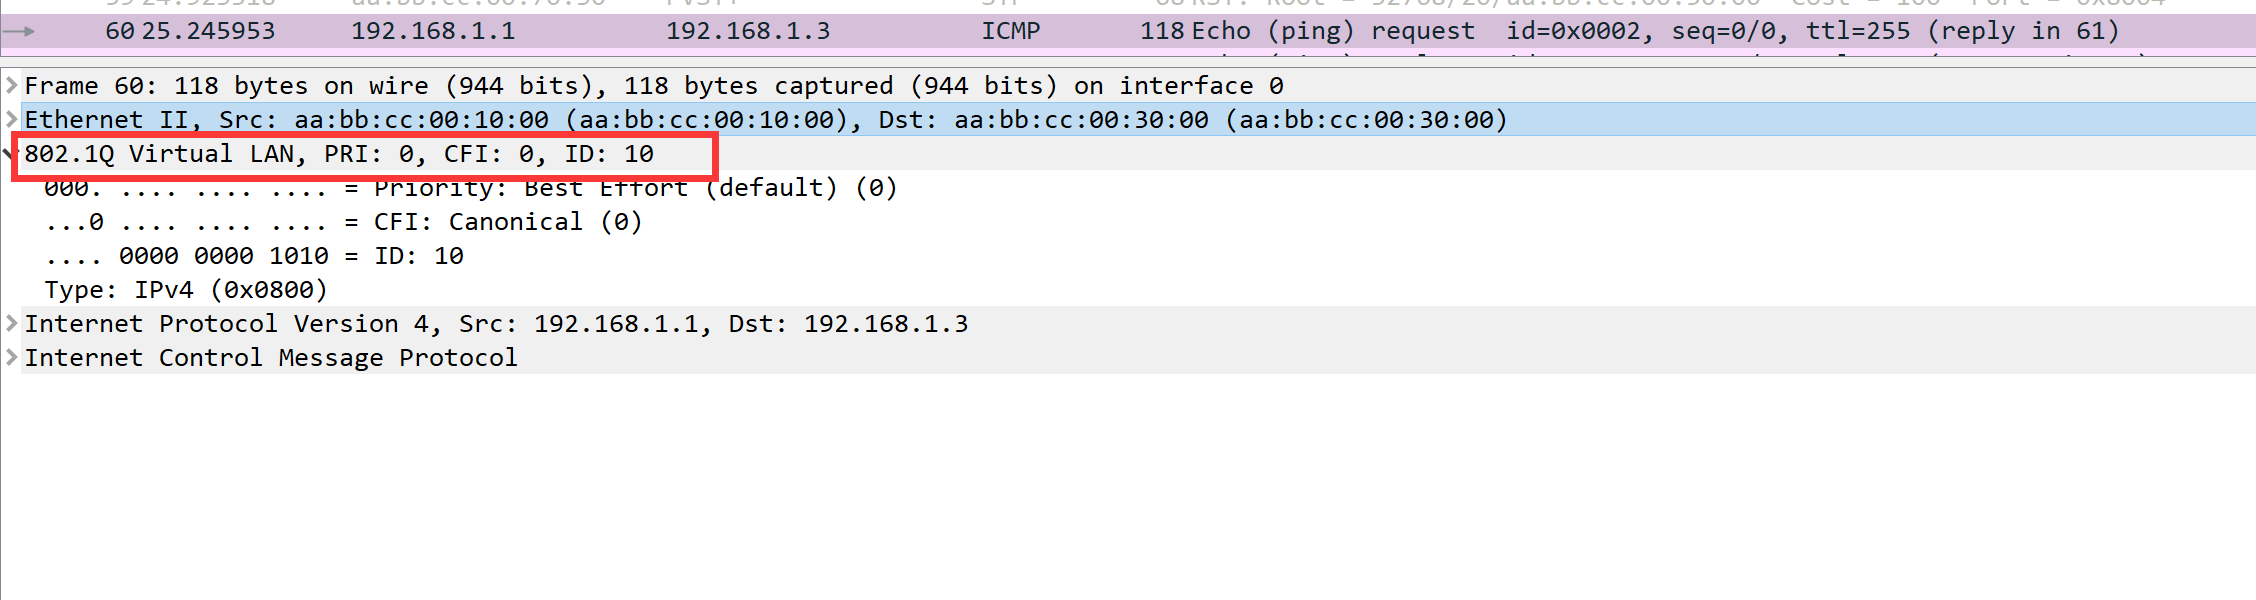 60 25.245953 192.168.1.1 192.168.1.3 ICMP 118 Echo (ping) request id=0x0002, seq=0/0, ttl=255 (reply in 61)
Frame 60: 118 bytes on wire (944 bits), 118 bytes captured (944 bits) on interface 0
Ethernet II, Src: aa:bb:cc:00:10:00 (aa:bb:cc:00:10:00), Dst: aa:bb:cc:00:30:00 (aa:bb:cc:00:30:00)
802.1Q Virtual LAN, PRI: 0, CFI: 0, ID: 10
000. .... .... .... = Priority: Best Effort (default) (0)
...0 .... .... .... = CFI: Canonical (0)
.... 0000 0000 1010 = ID: 10
Type: IPv4 (0x0800)
Internet Protocol Version 4, Src: 192.168.1.1, Dst: 192.168.1.3
Internet Control Message Protocol